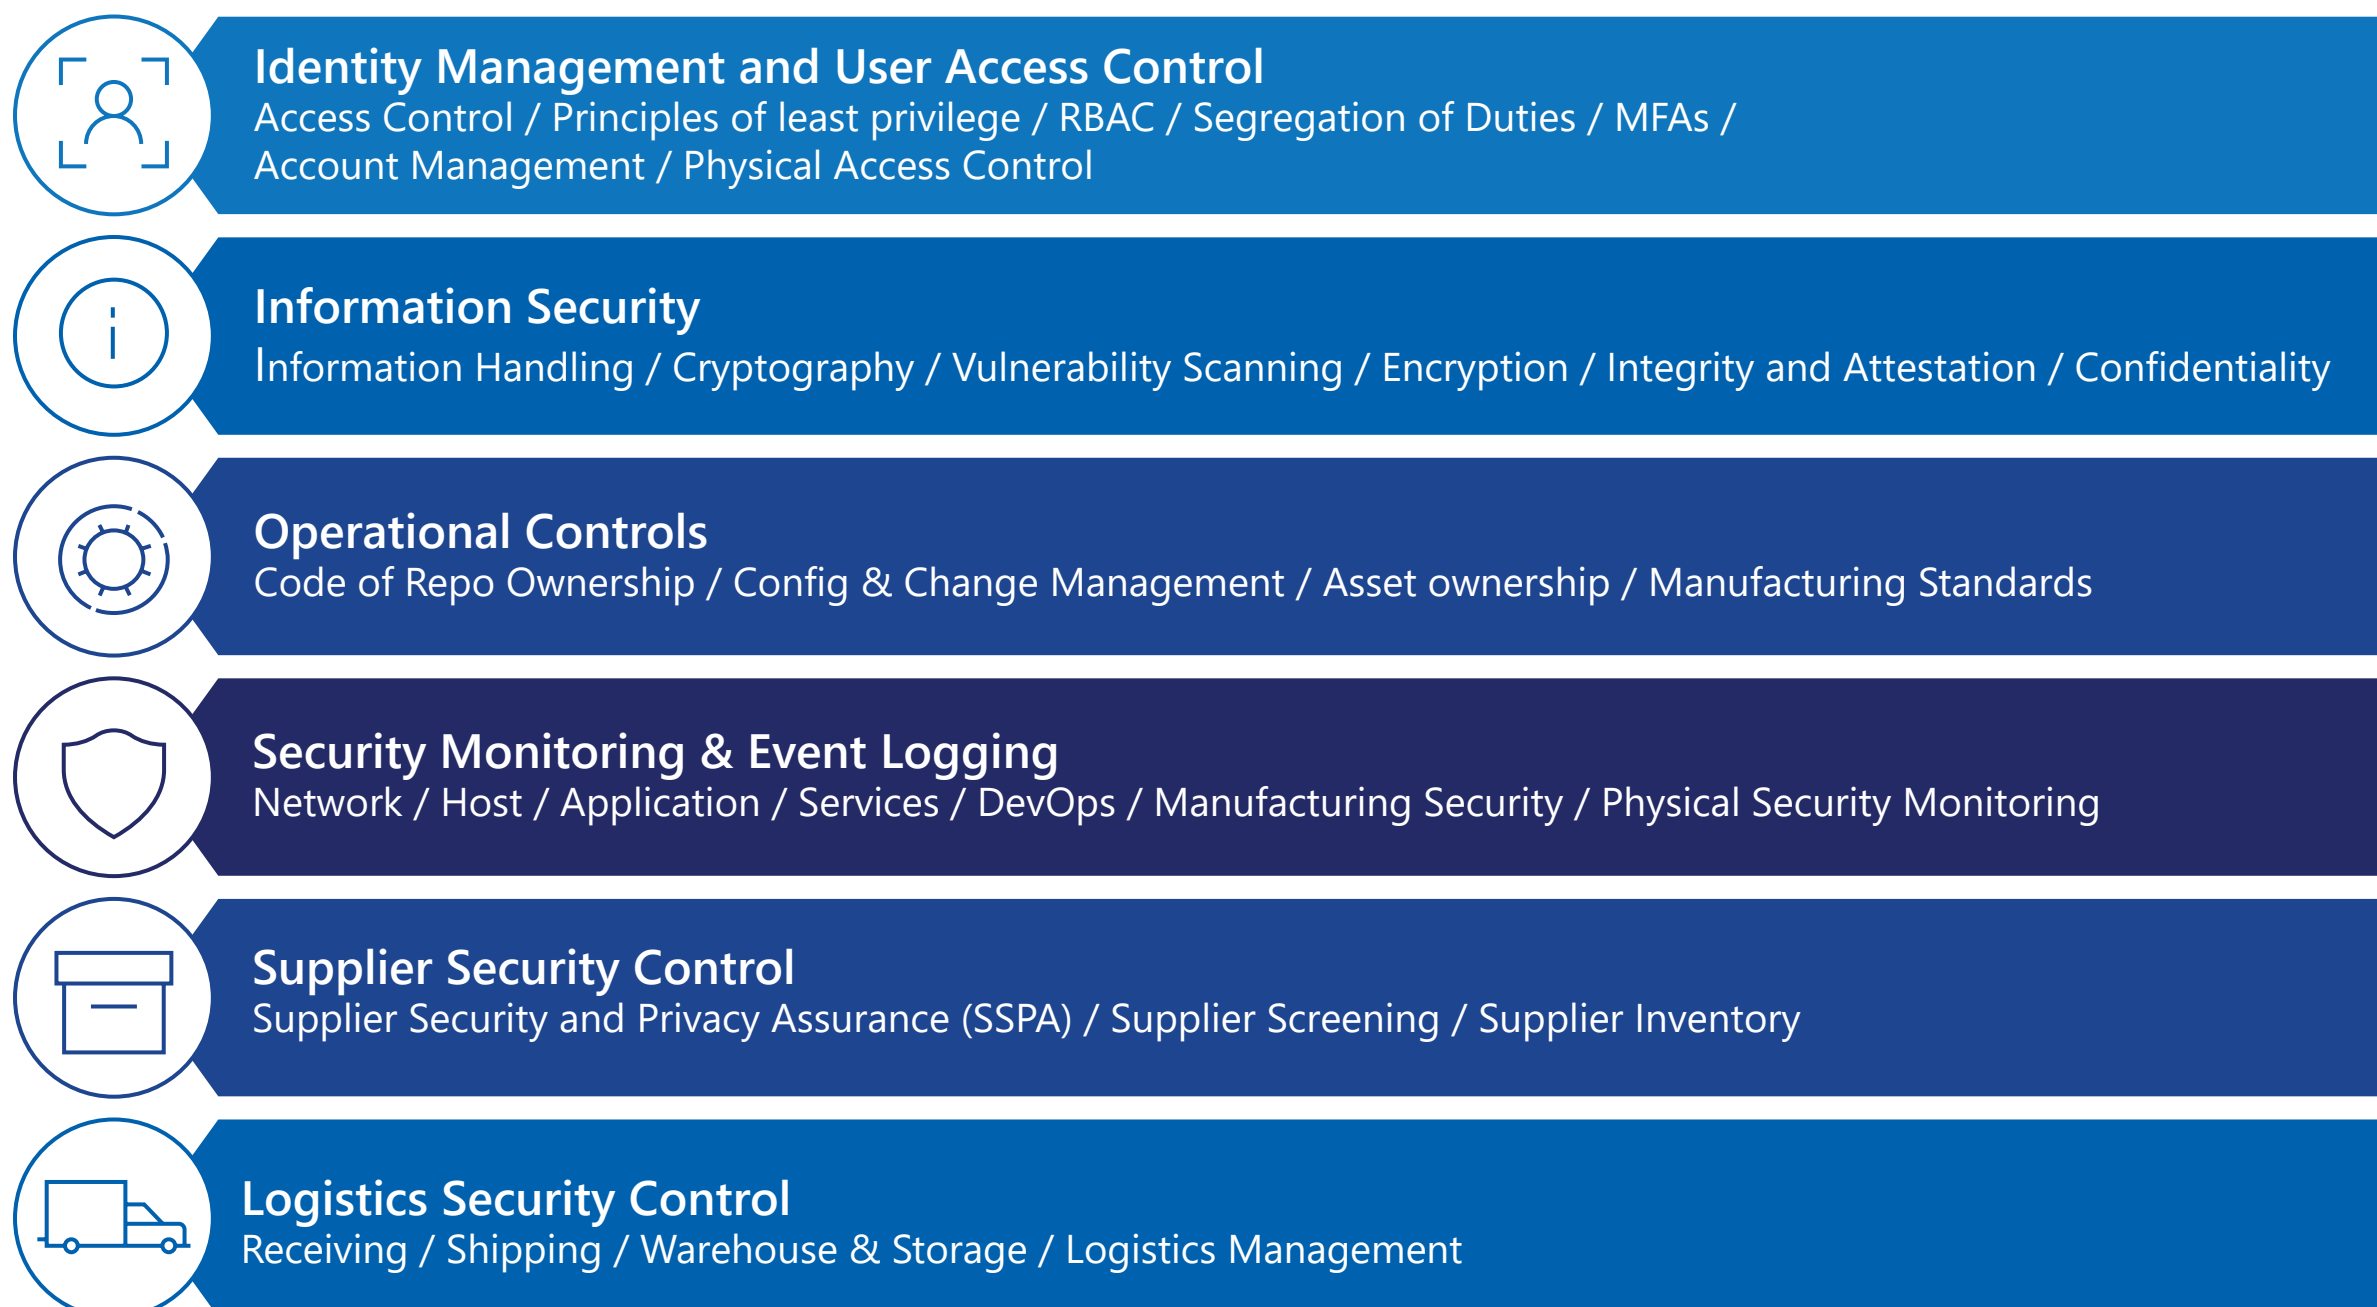 Identity Management and User Access Control
Access Control / Principles of least privilege / RBAC / Segregation of Duties / MFAs /
Account Management / Physical Access Control
Information Security
Information Handling / Cryptography / Vulnerability Scanning / Encryption / Integrity and Attestation / Confidentiality
Operational Controls
Code of Repo Ownership / Config & Change Management / Asset ownership / Manufacturing Standards
Security Monitoring & Event Logging
Network / Host / Application / Services / DevOps / Manufacturing Security / Physical Security Monitoring
Supplier Security Control
Supplier Security and Privacy Assurance (SSPA) / Supplier Screening / Supplier Inventory
Logistics Security Control
Receiving / Shipping / Warehouse & Storage / Logistics Management